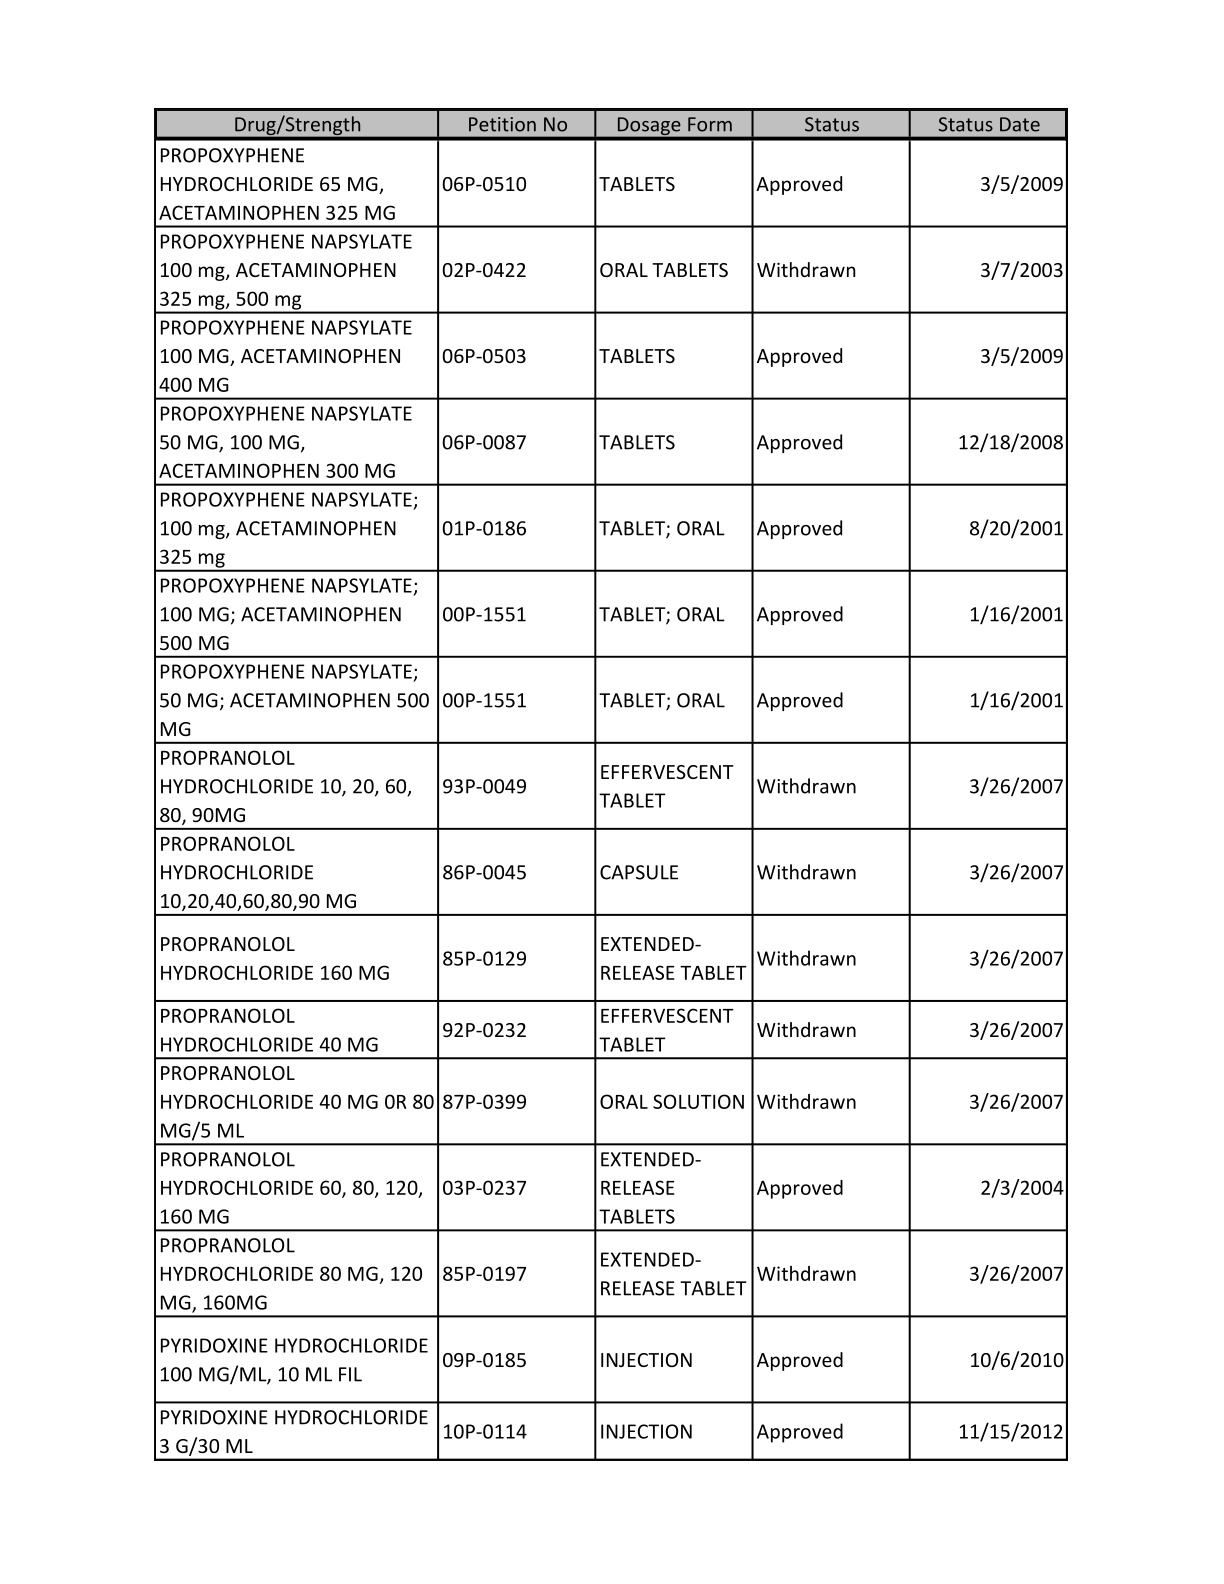 Drug/Strength Petition No Dosage Form Status Status Date
PROPOXYPHENE
HYDROCHLORIDE 65 MG,
ACETAMINOPHEN 325 MG
06P-0510 TABLETS Approved 3/5/2009
PROPOXYPHENE NAPSYLATE
100 mg, ACETAMINOPHEN
325 mg, 500 mg
02P-0422 ORAL TABLETS Withdrawn 3/7/2003
PROPOXYPHENE NAPSYLATE
100 MG, ACETAMINOPHEN
400 MG
06P-0503 TABLETS Approved 3/5/2009
PROPOXYPHENE NAPSYLATE
50 MG, 100 MG,
ACETAMINOPHEN 300 MG
06P-0087 TABLETS Approved 12/18/2008
PROPOXYPHENE NAPSYLATE;
100 mg, ACETAMINOPHEN
325 mg
01P-0186 TABLET; ORAL Approved 8/20/2001
PROPOXYPHENE NAPSYLATE;
100 MG; ACETAMINOPHEN
500 MG
00P-1551 TABLET; ORAL Approved 1/16/2001
PROPOXYPHENE NAPSYLATE;
50 MG; ACETAMINOPHEN 500
MG
00P-1551 TABLET; ORAL Approved 1/16/2001
PROPRANOLOL
HYDROCHLORIDE 10, 20, 60,
80, 90MG
93P-0049
EFFERVESCENT
TABLET
Withdrawn 3/26/2007
PROPRANOLOL
HYDROCHLORIDE
10,20,40,60,80,90 MG
86P-0045 CAPSULE Withdrawn 3/26/2007
PROPRANOLOL
HYDROCHLORIDE 160 MG
85P-0129
EXTENDED-
RELEASE TABLET
Withdrawn 3/26/2007
PROPRANOLOL
HYDROCHLORIDE 40 MG
92P-0232
EFFERVESCENT
TABLET
Withdrawn 3/26/2007
PROPRANOLOL
HYDROCHLORIDE 40 MG 0R 80
MG/5 ML
87P-0399 ORAL SOLUTION Withdrawn 3/26/2007
PROPRANOLOL
HYDROCHLORIDE 60, 80, 120,
160 MG
03P-0237
EXTENDED-
RELEASE
TABLETS
Approved 2/3/2004
PROPRANOLOL
HYDROCHLORIDE 80 MG, 120
MG, 160MG
85P-0197
EXTENDED-
RELEASE TABLET
Withdrawn 3/26/2007
PYRIDOXINE HYDROCHLORIDE
100 MG/ML, 10 ML FIL
09P-0185 INJECTION Approved 10/6/2010
PYRIDOXINE HYDROCHLORIDE
3 G/30 ML
10P-0114 INJECTION Approved 11/15/2012